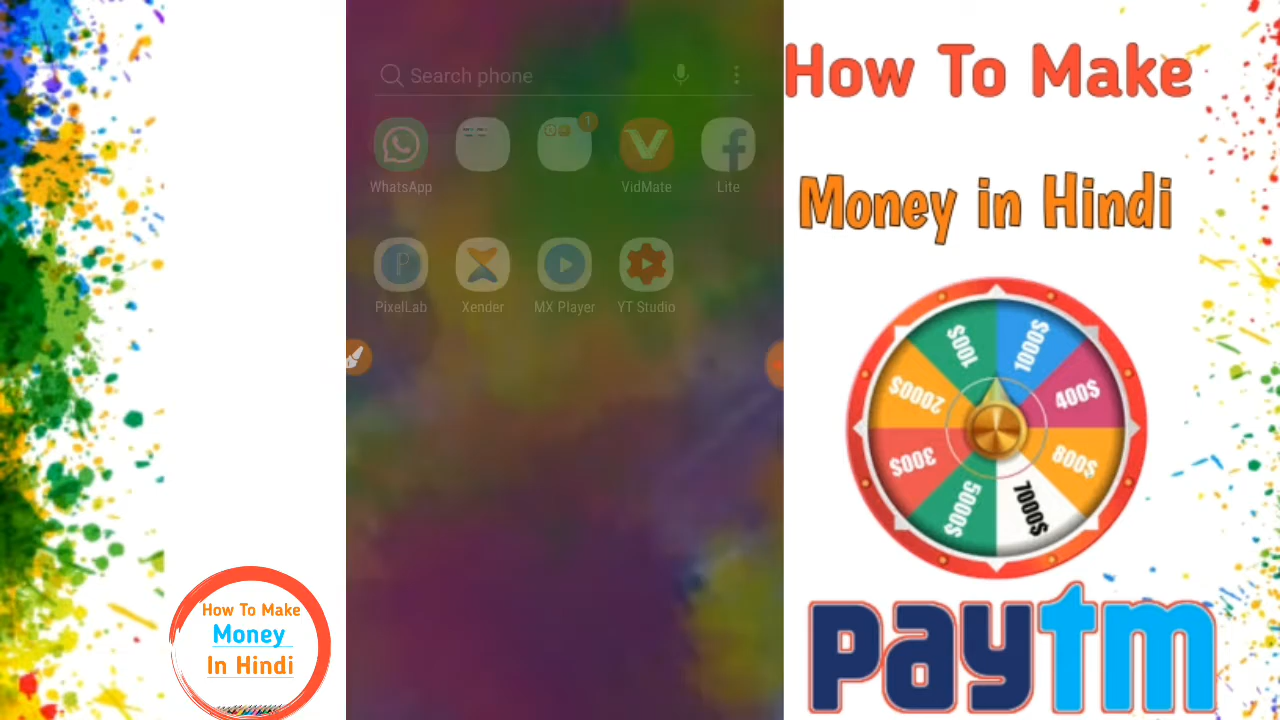 Search phone
1
WhatsApp
VidMate
Lite
PixelLab
Xender
MX Player
YT Studio
How To Make
Money
In Hindi
How To Make
Money in Hindi
100$
1000$
400$
800$
2000$
300$
5000$
paytm